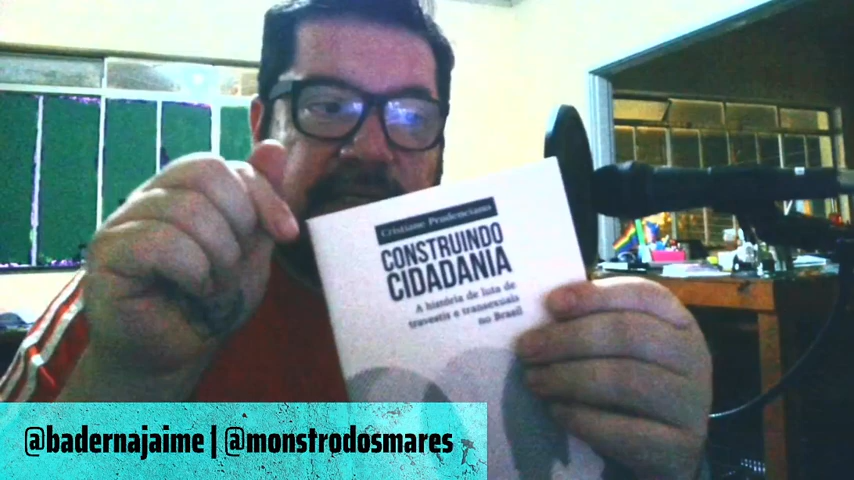 Cristiane Prudenciano
CONSTRUINDO
CIDADANIA
A história de luta de
travestis e transexuais
no Brasil
@badernajaime | @monstrodosmares